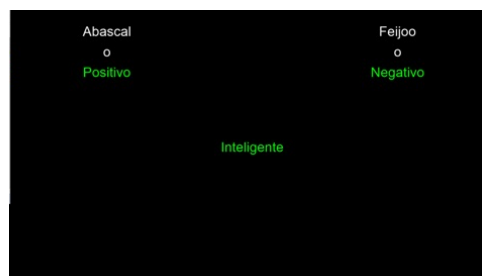 Abascal
o
Positivo
Feijoo
o
Negativo
Inteligente